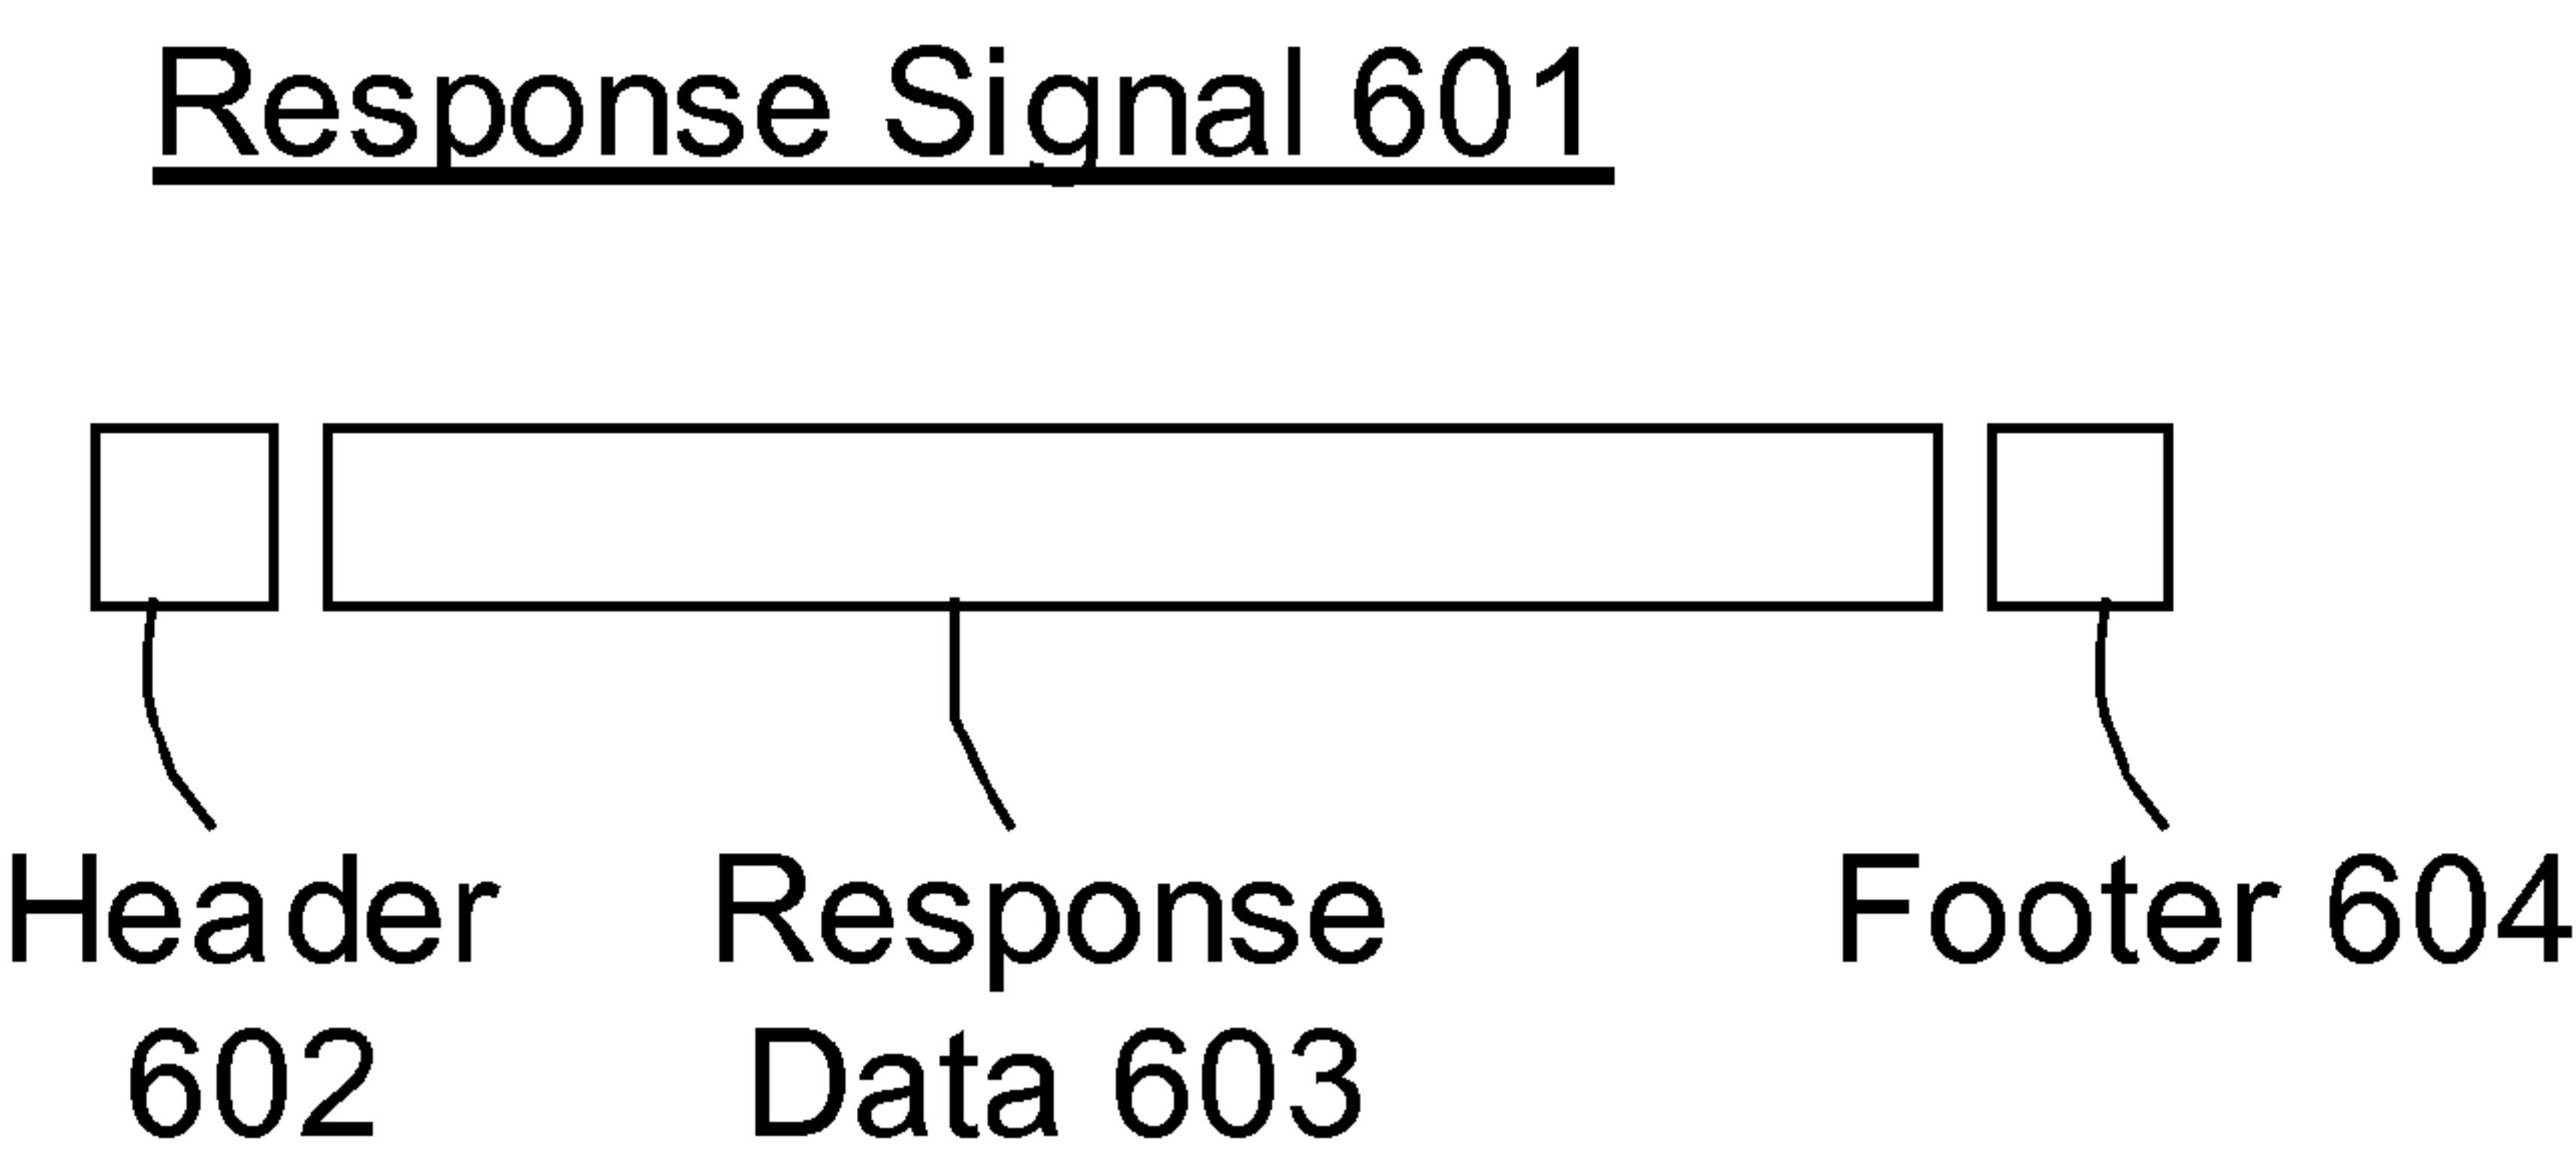 Response Signal 601
Header
602
Response
Data 603
Footer 604